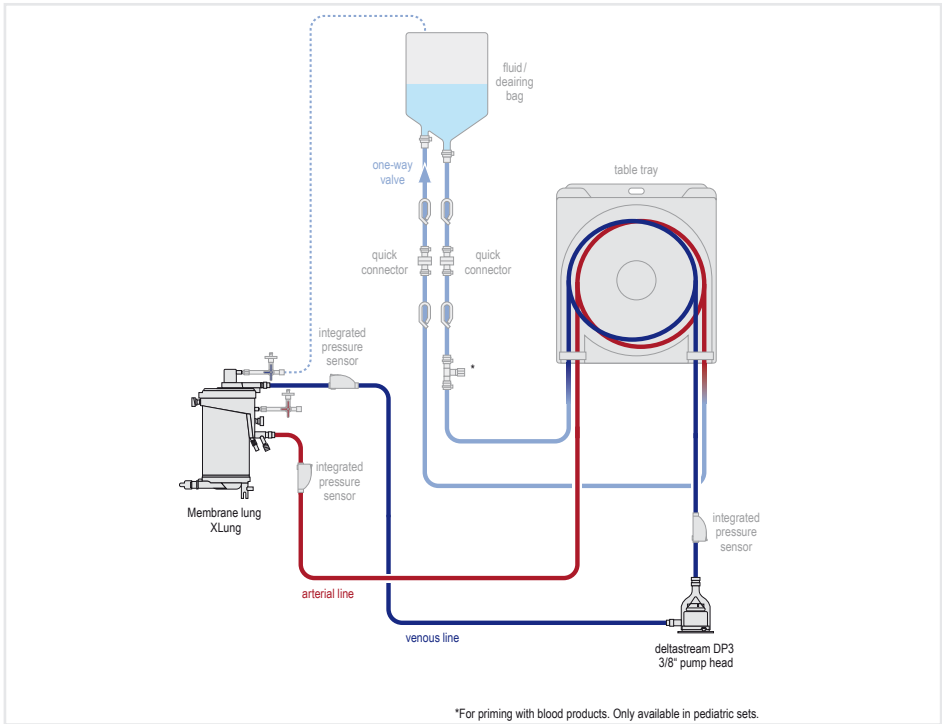 fluid /
deairing
bag
one-way
valve
table tray
quick
connector
quick
connector
integrated
pressure
sensor
*
integrated
pressure
sensor
Membrane lung
XLung
integrated
pressure
sensor
arterial line
venous line
deltastream DP3
3/8“ pump head
*For priming with blood products. Only available in pediatric sets.